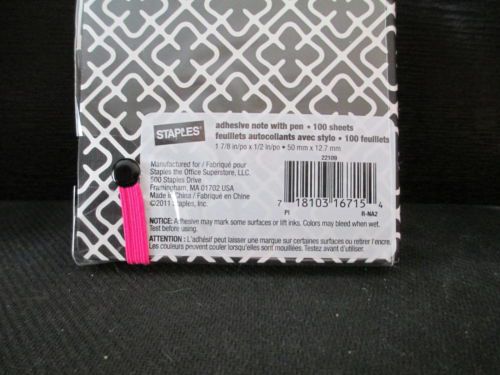 STAPLES®
adhesive note with pen • 100 sheets
feuillets autocollants avec stylo • 100 feuillets
1 7/8 in/po x 1/2 in/po • 50 mm x 12.7 mm
Manufactured for / Fabriqué pour
Staples the Office Superstore, LLC.
500 Staples Drive
Framingham, MA 01702 USA
Made in China / Fabriqué en Chine
©2011 Staples, Inc.
22109
7 18103 16715 4
PI R-NA2
NOTICE: Adhesive may mark some surfaces or lift inks. Colors may bleed when wet.
Test before using.
ATTENTION : L'adhésif peut laisser une marque sur certaines surfaces ou retirer l'encre.
Les couleurs peuvent couler lorsqu'elles sont mouillées. Testez avant d'utiliser.